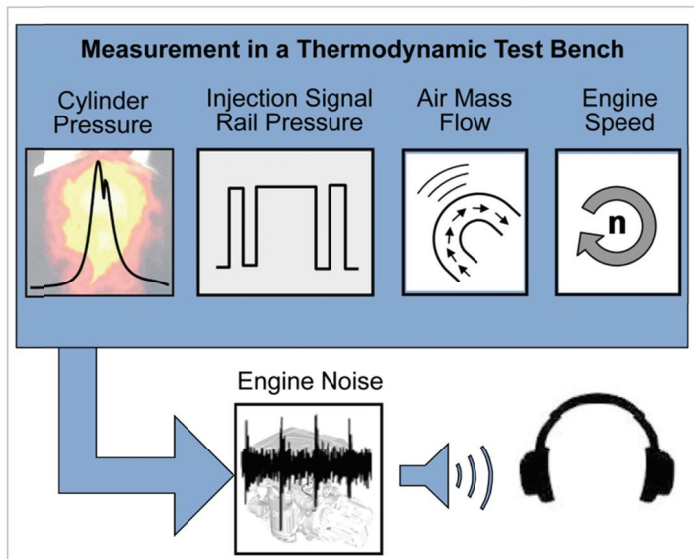 Measurement in a Thermodynamic Test Bench
Cylinder
Pressure
Injection Signal
Rail Pressure
Air Mass
Flow
Engine
Speed
n
Engine Noise